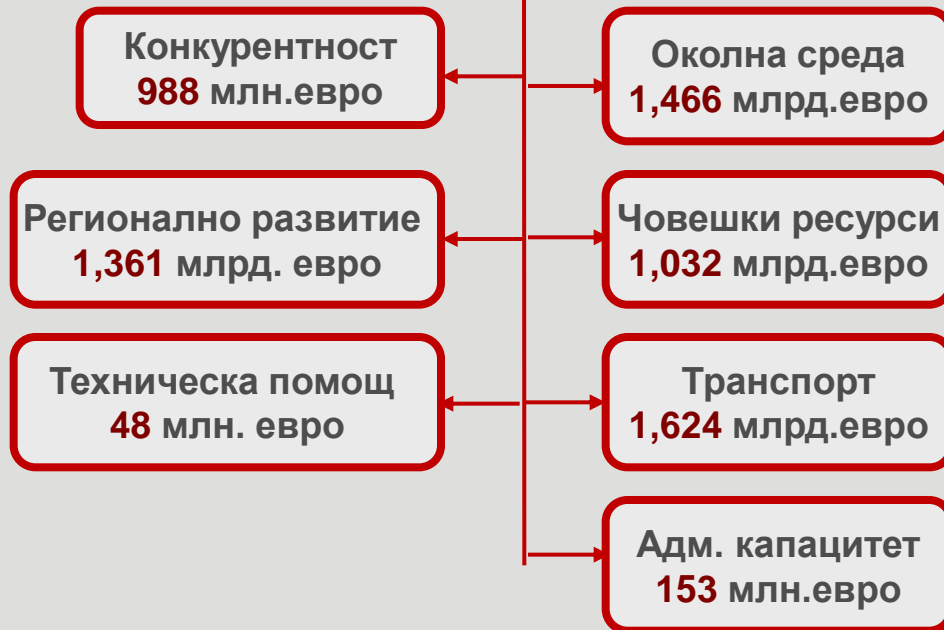 Конкурентност
988 млн.евро
Околна среда
1,466 млрд.евро
Регионално развитие
1,361 млрд. евро
Човешки ресурси
1,032 млрд.евро
Техническа помощ
48 млн. евро
Транспорт
1,624 млрд.евро
Адм. капацитет
153 млн.евро